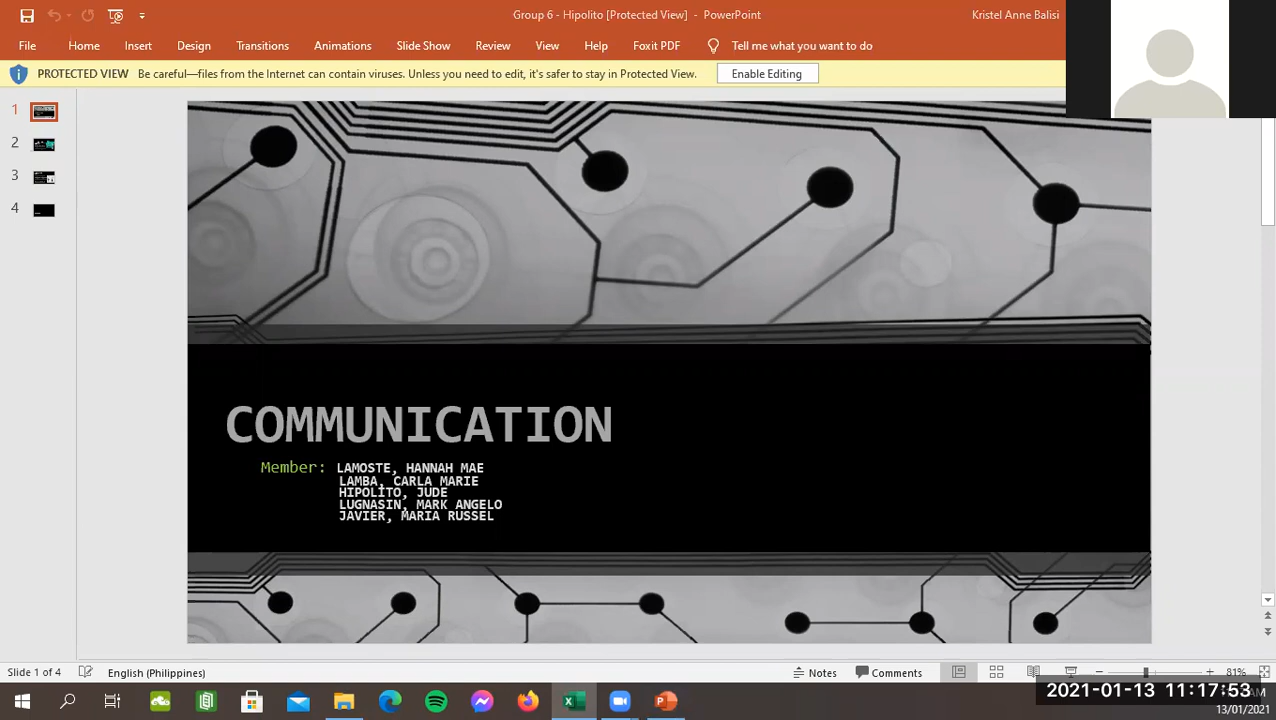 Group 6 - Hipolito [Protected View] - PowerPoint
Kristel Anne Balisi
File Home Insert Design Transitions Animations Slide Show Review View Help Foxit PDF Tell me what you want to do
PROTECTED VIEW Be careful—files from the Internet can contain viruses. Unless you need to edit, it's safer to stay in Protected View. Enable Editing
1
2
3
4
COMMUNICATION
Member: LAMOSTE, HANNAH MAE
LAMBA, CARLA MARIE
HIPOLITO, JUDE
LUGNASIN, MARK ANGELO
JAVIER, MARIA RUSSEL
Slide 1 of 4 English (Philippines) Notes Comments 81%
2021-01-13 11:17:53
13/01/2021